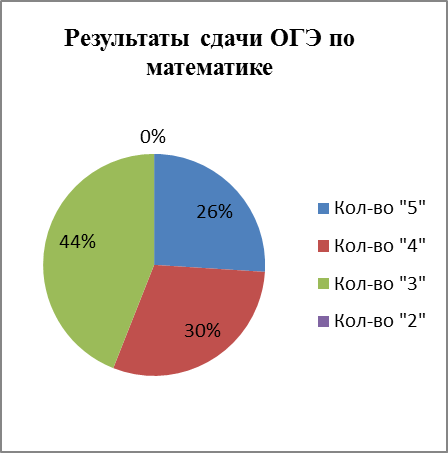 Результаты сдачи ОГЭ по
математике
0%
26%
44%
30%
Кол-во "5"
Кол-во "4"
Кол-во "3"
Кол-во "2"